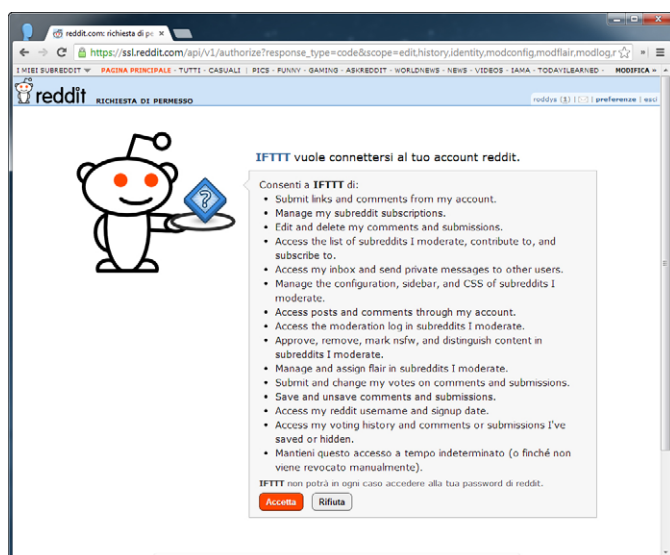 reddit.com: richiesta di pe
https://ssl.reddit.com/api/v1/authorize?response_type=code&scope=edit,history,identity,modconfig,modflair,modlog,r
I MIEI SUBREDDIT PAGINA PRINCIPALE - TUTTI - CASUALI | PICS - FUNNY - GAMING - ASKREDDIT - WORLDNEWS - NEWS - VIDEOS - IAMA - TODAYILEARNED - MODIFICA »
reddit RICHIESTA DI PERMESSO
roddys (1) | | preferenze | esci
IFTTT vuole connettersi al tuo account reddit.
Consenti a IFTTT di:
• Submit links and comments from my account.
• Manage my subreddit subscriptions.
• Edit and delete my comments and submissions.
• Access the list of subreddits I moderate, contribute to, and
subscribe to.
• Access my inbox and send private messages to other users.
• Manage the configuration, sidebar, and CSS of subreddits I
moderate.
• Access posts and comments through my account.
• Access the moderation log in subreddits I moderate.
• Approve, remove, mark nsfw, and distinguish content in
subreddits I moderate.
• Manage and assign flair in subreddits I moderate.
• Submit and change my votes on comments and submissions.
• Save and unsave comments and submissions.
• Access my reddit username and signup date.
• Access my voting history and comments or submissions I've
saved or hidden.
• Mantieni questo accesso a tempo indeterminato (o finché non
viene revocato manualmente).
IFTTT non potrà in ogni caso accedere alla tua password di reddit.
Accetta Rifiuta